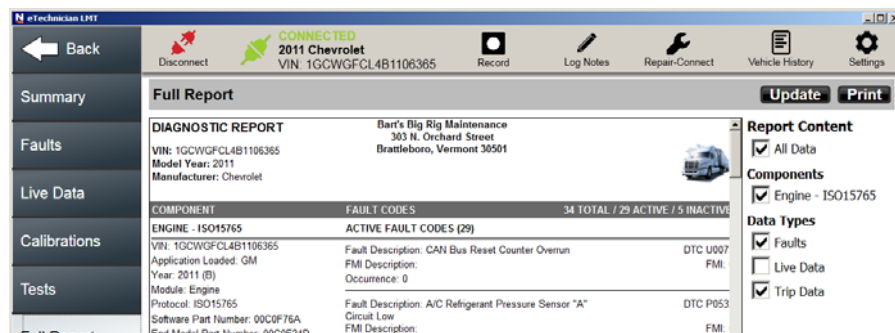 eTechnician LMT
Back
Disconnect
CONNECTED
2011 Chevrolet
VIN: 1GCWGFCL4B1106365
Record
Log Notes
Repair-Connect
Vehicle History
Settings
Summary
Faults
Live Data
Calibrations
Tests
Full Report
Update
Print
DIAGNOSTIC REPORT
VIN: 1GCWGFCL4B1106365
Model Year: 2011
Manufacturer: Chevrolet
Bart's Big Rig Maintenance
303 N. Orchard Street
Brattleboro, Vermont 30501
COMPONENT FAULT CODES 34 TOTAL / 29 ACTIVE / 5 INACTIVE
ENGINE - ISO15765 ACTIVE FAULT CODES (29)
VIN: 1GCWGFCL4B1106365
Application Loaded: GM
Year: 2011 (B)
Module: Engine
Protocol: ISO15765
Software Part Number: 00C0F76A
Fault Description: CAN Bus Reset Counter Overrun DTC U007
FMI Description: FMI:
Occurrence: 0
Fault Description: A/C Refrigerant Pressure Sensor "A" DTC P053
Circuit Low
FMI Description: FMI:
Report Content
All Data
Components
Engine - ISO15765
Data Types
Faults
Live Data
Trip Data